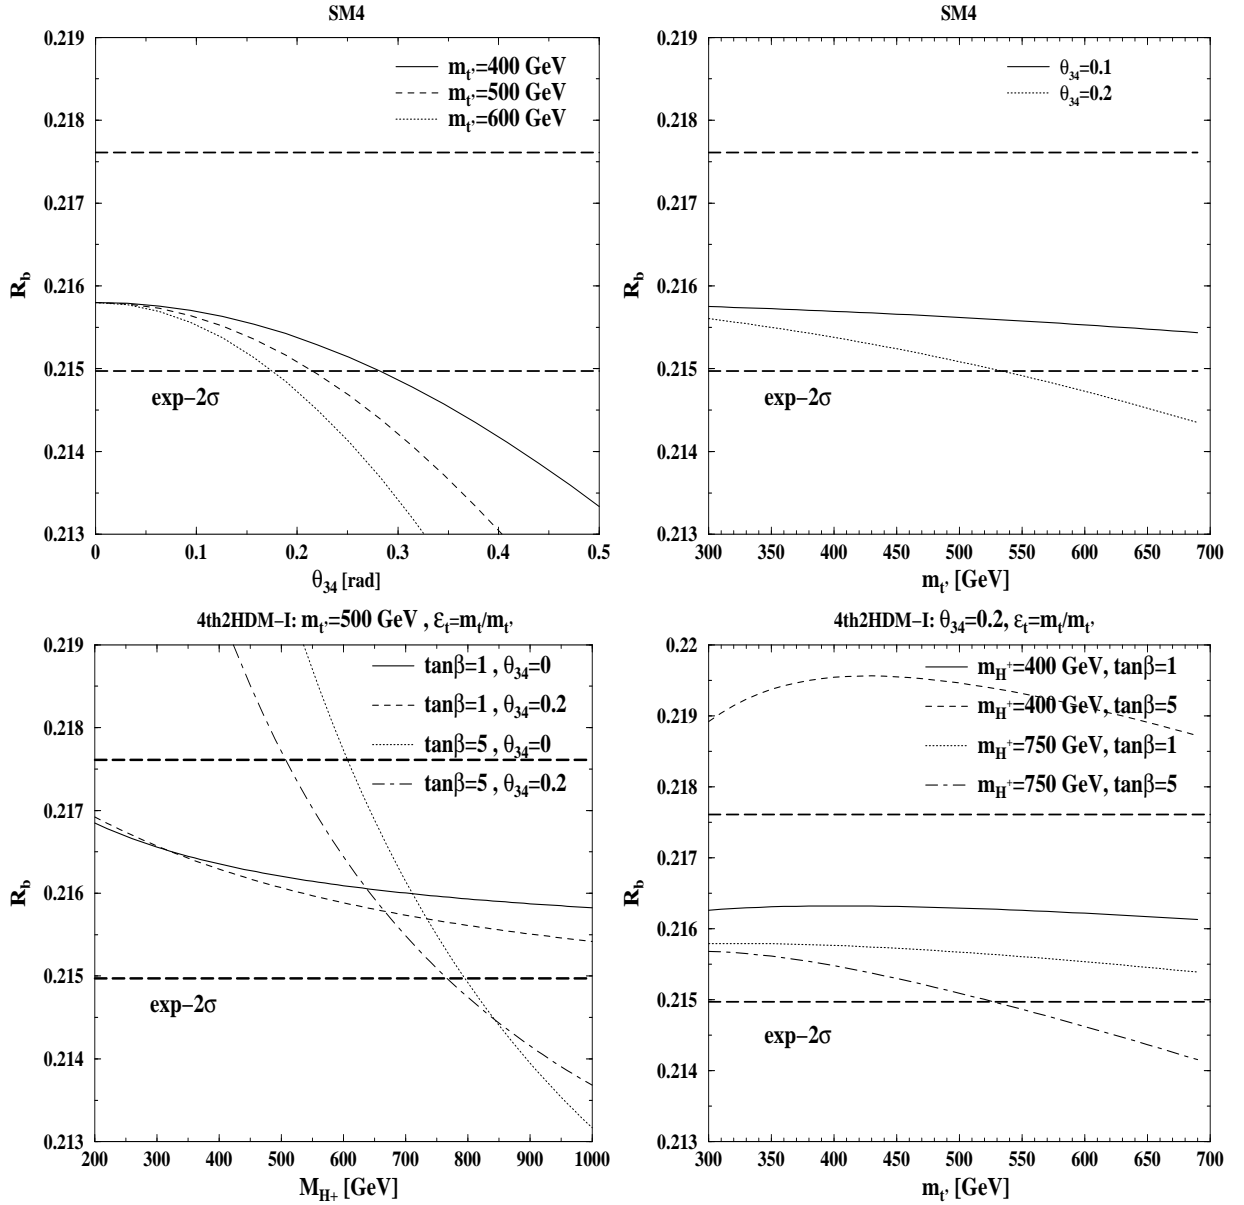 SM4
0.219
0.218
0.217
0.216
0.215
0.214
0.213
R_b
m_t'=400 GeV
m_t'=500 GeV
m_t'=600 GeV
exp−2σ
0 0.1 0.2 0.3 0.4 0.5
θ_34 [rad]
SM4
0.219
0.218
0.217
0.216
0.215
0.214
0.213
R_b
θ_34=0.1
θ_34=0.2
exp−2σ
300 350 400 450 500 550 600 650 700
m_t' [GeV]
4th2HDM−I: m_t'=500 GeV , ε_t=m_t/m_t'
0.219
0.218
0.217
0.216
0.215
0.214
0.213
R_b
tanβ=1 , θ_34=0
tanβ=1 , θ_34=0.2
tanβ=5 , θ_34=0
tanβ=5 , θ_34=0.2
exp−2σ
200 300 400 500 600 700 800 900 1000
M_H+ [GeV]
4th2HDM−I: θ_34=0.2, ε_t=m_t/m_t'
0.22
0.219
0.218
0.217
0.216
0.215
0.214
0.213
R_b
m_H+=400 GeV, tanβ=1
m_H+=400 GeV, tanβ=5
m_H+=750 GeV, tanβ=1
m_H+=750 GeV, tanβ=5
exp−2σ
300 350 400 450 500 550 600 650 700
m_t' [GeV]